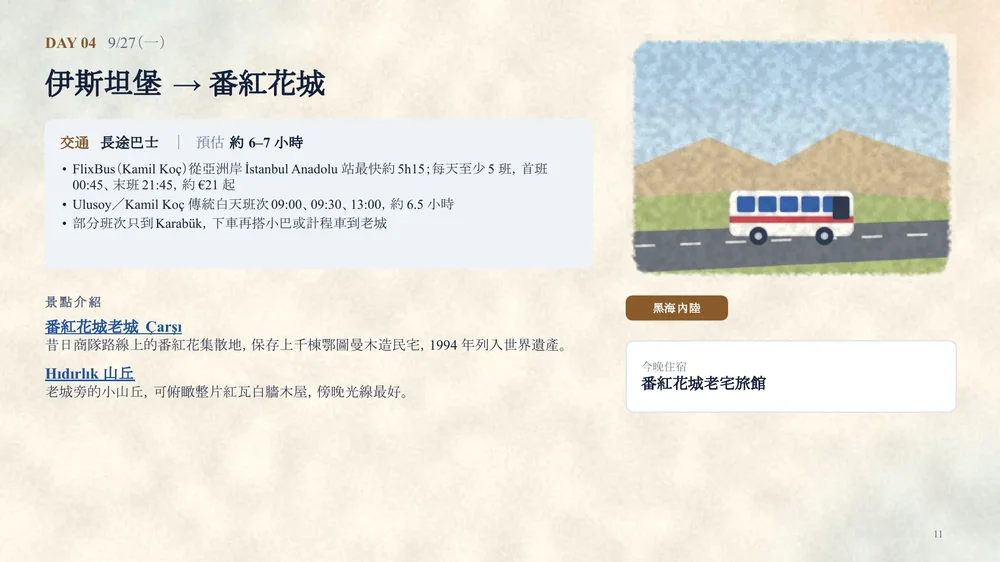 DAY 04 9/27(一)
伊斯坦堡 → 番紅花城
交通 長途巴士 | 預估 約 6–7 小時
• FlixBus(Kamil Koç)從亞洲岸 İstanbul Anadolu 站最快約 5h15;每天至少 5 班,首班
00:45、末班 21:45,約 €21 起
• Ulusoy/Kamil Koç 傳統白天班次 09:00、09:30、13:00,約 6.5 小時
• 部分班次只到 Karabük,下車再搭小巴或計程車到老城
景點介紹
番紅花城老城 Çarşı
昔日商隊路線上的番紅花集散地,保存上千棟鄂圖曼木造民宅,1994 年列入世界遺產。
Hıdırlık 山丘
老城旁的小山丘,可俯瞰整片紅瓦白牆木屋,傍晚光線最好。
黑海內陸
今晚住宿
番紅花城老宅旅館
11